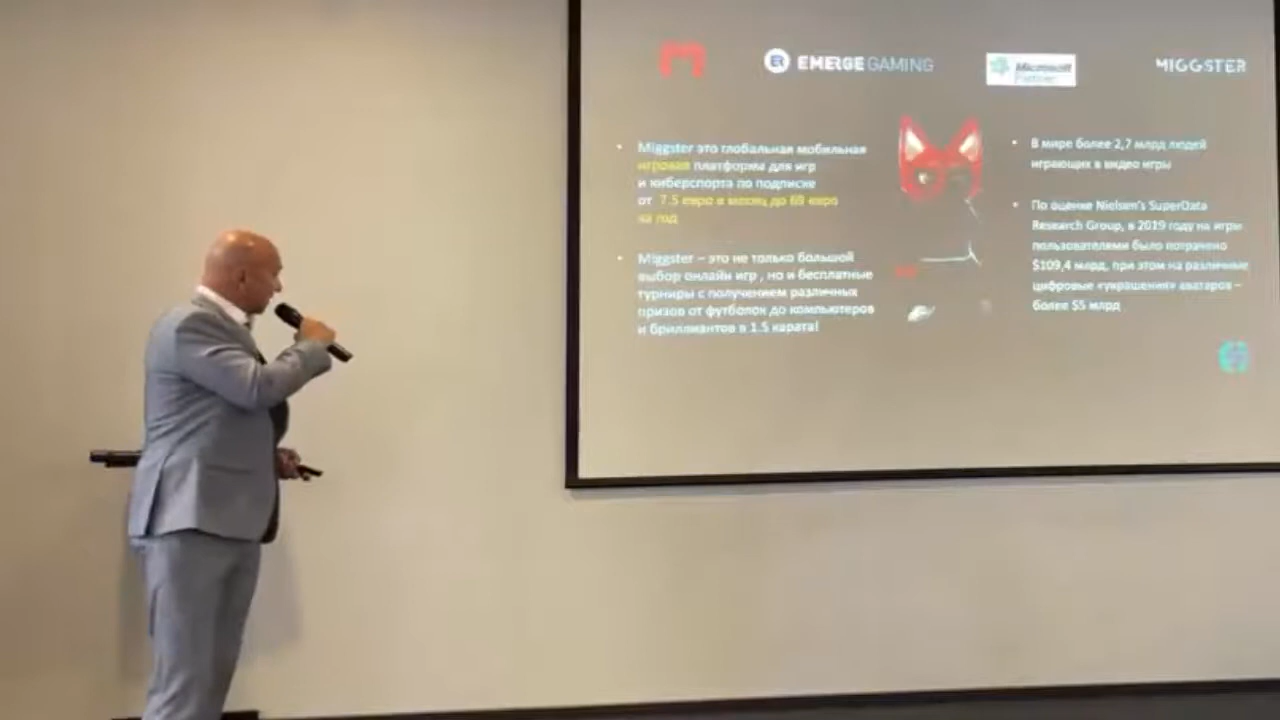 EMERGE GAMING
Microsoft
Partner
MIGGSTER
• Miggster это глобальная мобильная
игровая платформа для игр
и киберспорта по подписке
от 7.5 евро в месяц до 69 евро
за год
• Miggster – это не только большой
выбор онлайн игр , но и бесплатные
турниры с получением различных
призов от футболок до компьютеров
и бриллиантов в 1.5 карата!
• В мире более 2,7 млрд людей
играющих в видео игры
• По оценке Nielsen's SuperData
Research Group, в 2019 году на игры
пользователями было потрачено
$109,4 млрд, при этом на различные
цифровые «украшения» аватаров –
более $5 млрд